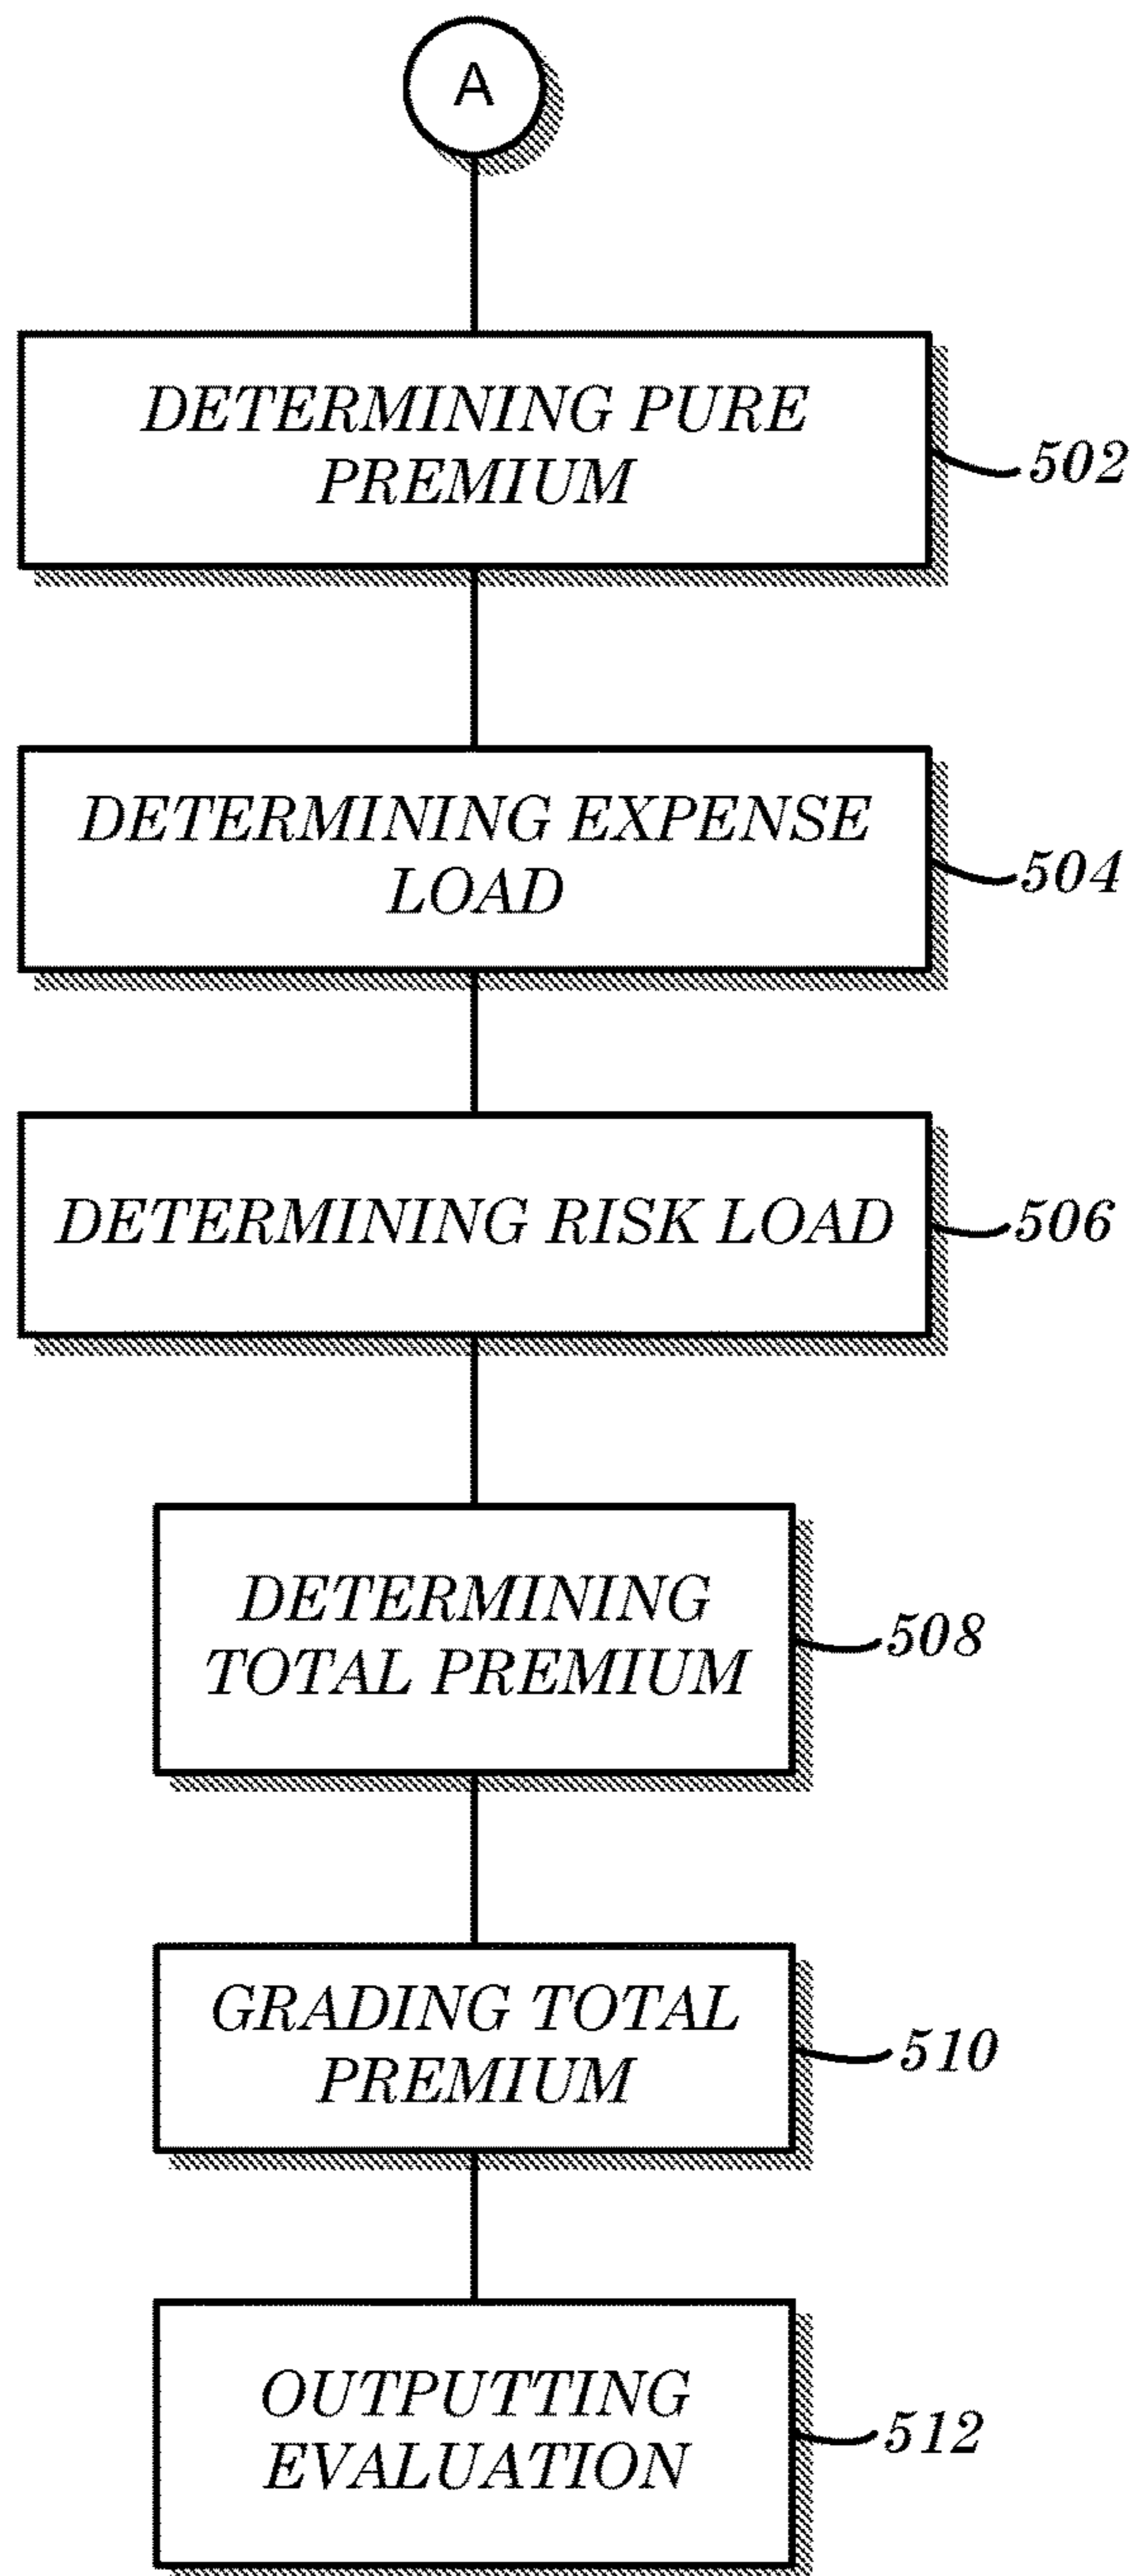 A
DETERMINING PURE
PREMIUM
502
DETERMINING EXPENSE
LOAD
504
DETERMINING RISK LOAD
506
DETERMINING
TOTAL PREMIUM
508
GRADING TOTAL
PREMIUM
510
OUTPUTTING
EVALUATION
512